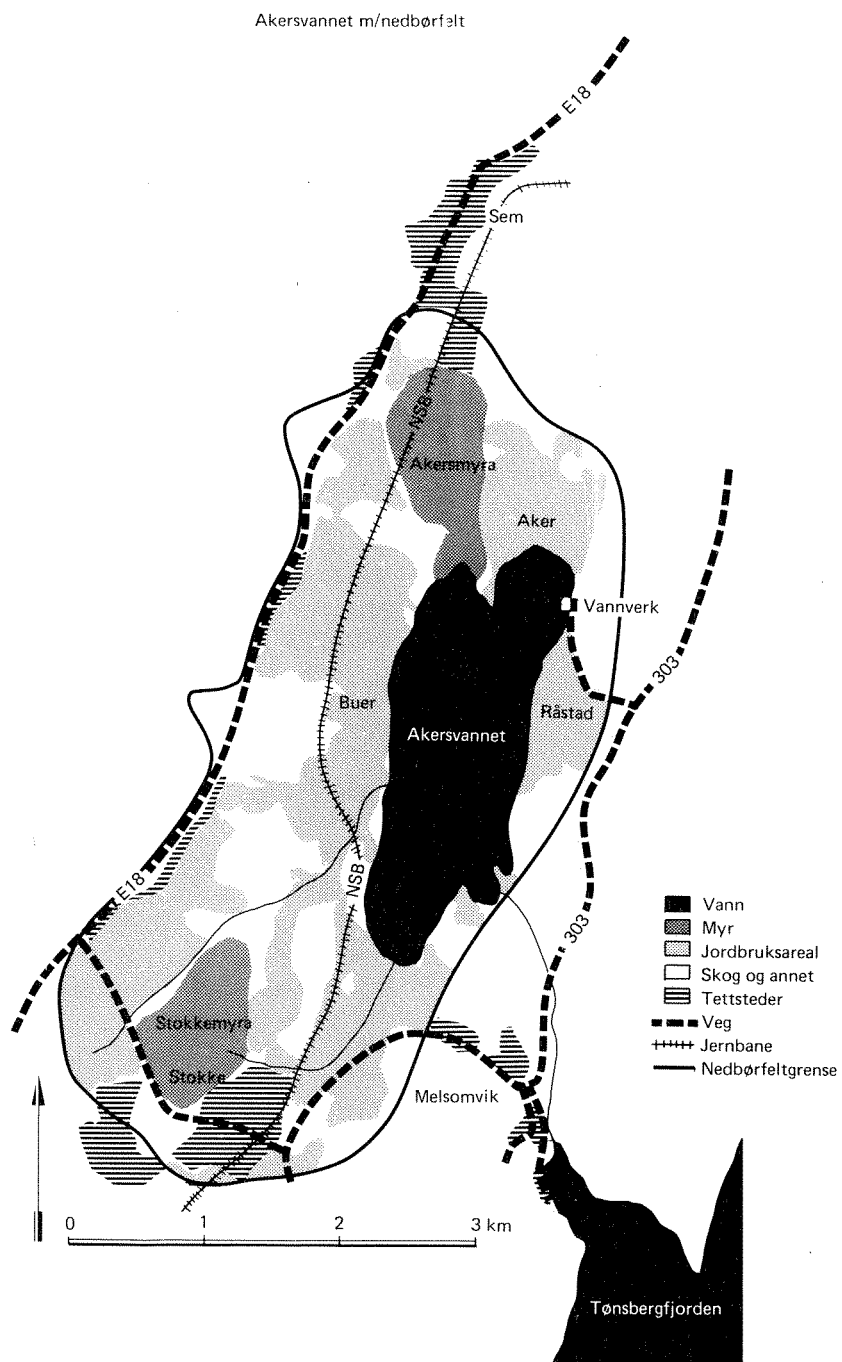 Akersvannet m/nedbørfelt
E18
Sem
NSB
Akersmyra
Aker
Vannverk
303
Buer
Råstad
Akersvannet
E18
NSB
303
Vann
Myr
Jordbruksareal
Skog og annet
Tettsteder
Veg
Jernbane
Nedbørfeltgrense
Stokkemyra
Stokke
Melsomvik
0 1 2 3 km
Tønsbergfjorden